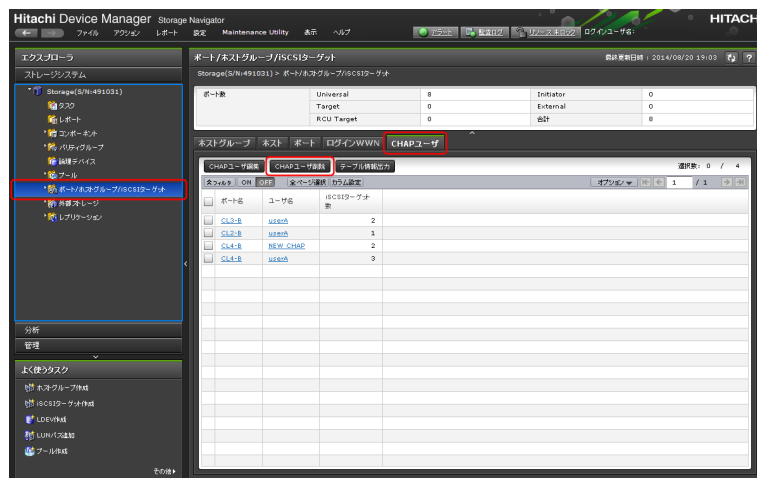 Hitachi Device Manager Storage Navigator
HITACH
ファイル アクション レポート 設定 Maintenance Utility 表示 ヘルプ
ログインユーザ名:
エクスプローラ
ストレージシステム
Storage(S/N:491031)
タスク
レポート
コンポーネント
パリティグループ
論理デバイス
プール
ポート/ホストグループ/iSCSIターゲット
外部ストレージ
レプリケーション
分析
管理
よく使うタスク
ホストグループ作成
iSCSIターゲット作成
LDEV作成
LUNパス追加
プール作成
その他
ポート/ホストグループ/iSCSIターゲット
最終更新日時 : 2014/08/20 19:03
Storage(S/N:491031) > ポート/ホストグループ/iSCSIターゲット
ポート数 Universal 8 Initiator 0
Target 0 External 0
RCU Target 0 合計 8
ホストグループ ホスト ポート ログインWWN CHAPユーザ
CHAPユーザ編集 CHAPユーザ削除 テーブル情報出力 選択数: 0 / 4
フィルタ ON OFF 全ページ選択 カラム設定 オプション 1 / 1
ポート名 ユーザ名 iSCSIターゲット数
CL3-B userA 2
CL2-B userA 1
CL4-B NEW_CHAP 2
CL4-B userA 3